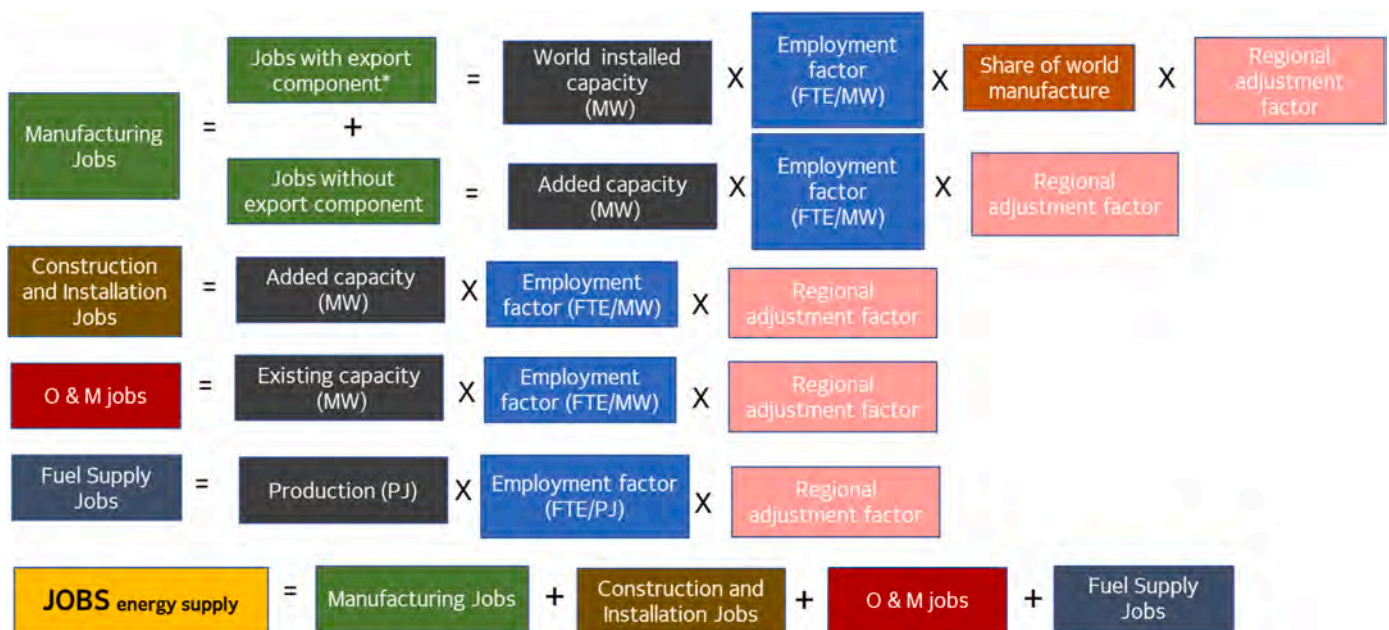 Manufacturing
Jobs
=
Jobs with export
component*
=
World installed
capacity
(MW)
X
Employment
factor
(FTE/MW)
X
Share of world
manufacture
X
Regional
adjustment
factor
+
Jobs without
export component
=
Added capacity
(MW)
X
Employment
factor
(FTE/MW)
X
Regional
adjustment factor
Construction
and Installation
Jobs
=
Added capacity
(MW)
X
Employment
factor (FTE/MW)
X
Regional
adjustment factor
O & M jobs
=
Existing capacity
(MW)
X
Employment
factor (FTE/MW)
X
Regional
adjustment factor
Fuel Supply
Jobs
=
Production (PJ)
X
Employment factor
(FTE/PJ)
X
Regional
adjustment factor
JOBS energy supply
=
Manufacturing Jobs
+
Construction and
Installation Jobs
+
O & M jobs
+
Fuel Supply
Jobs